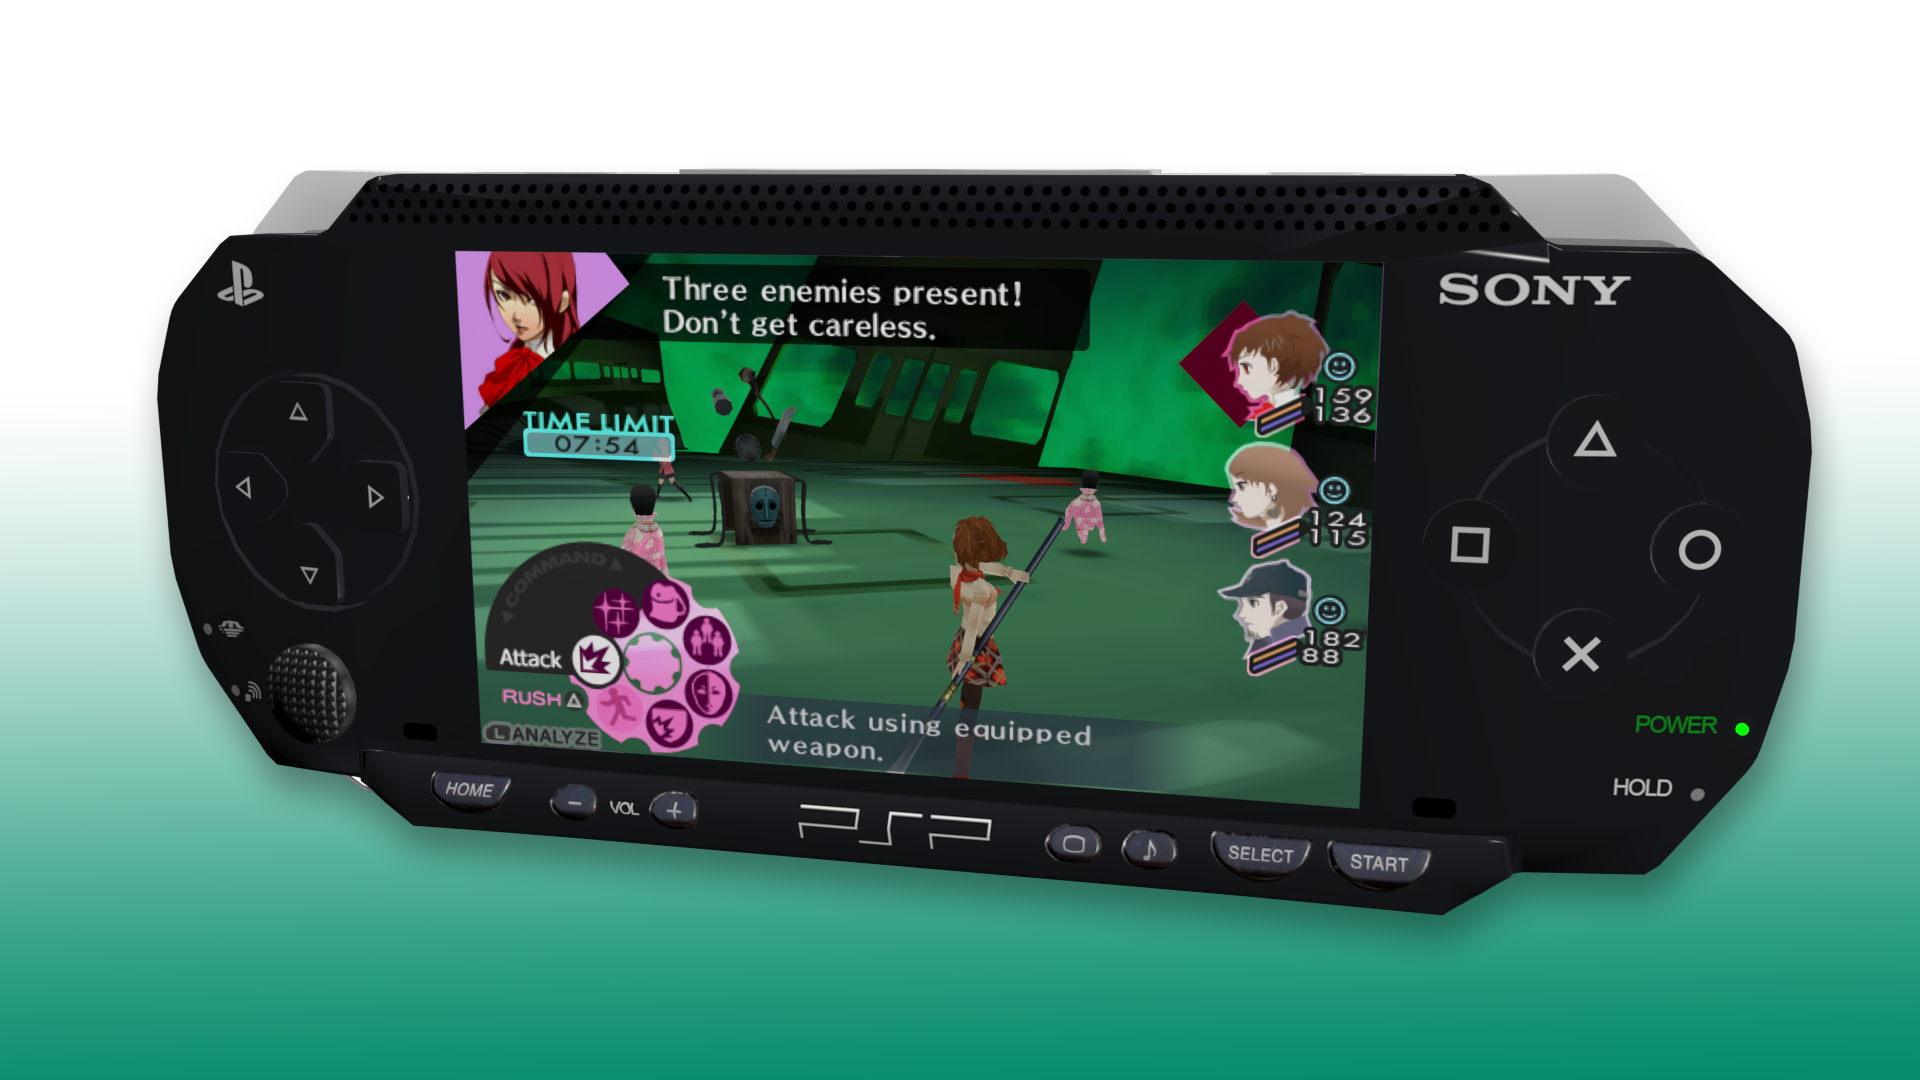 SONY
Three enemies present!
Don't get careless.
TIME LIMIT
07:54
159
136
124
115
182
88
COMMAND
Attack
RUSH
L ANALYZE
Attack using equipped
weapon.
POWER
HOLD
HOME
VOL
PSP
SELECT
START